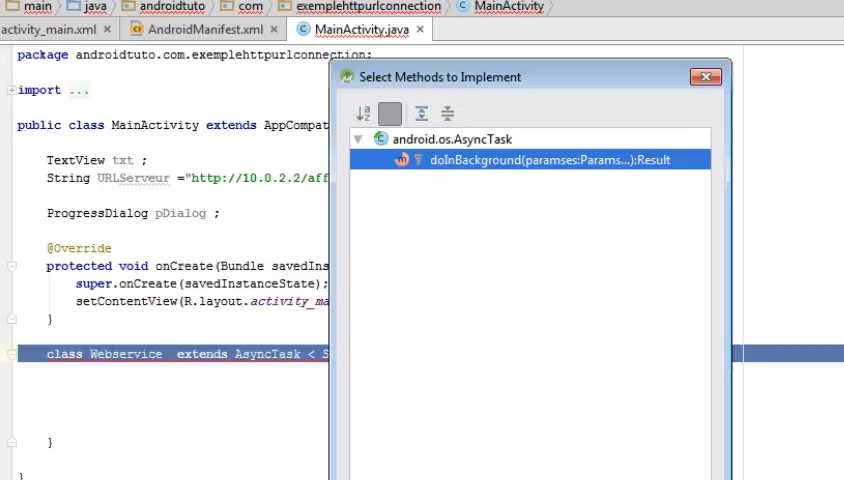 main java androidtuto com exemplehttpurlconnection MainActivity
activity_main.xml × AndroidManifest.xml × MainActivity.java ×
package androidtuto.com.exemplehttpurlconnection;
import ...
public class MainActivity extends AppCompat
TextView txt ;
String URLServeur ="http://10.0.2.2/aff
ProgressDialog pDialog ;
@Override
protected void onCreate(Bundle savedIns
super.onCreate(savedInstanceState);
setContentView(R.layout.activity_ma
}
class Webservice extends AsyncTask < S
}
}
Select Methods to Implement
android.os.AsyncTask
doInBackground(paramses:Params...):Result